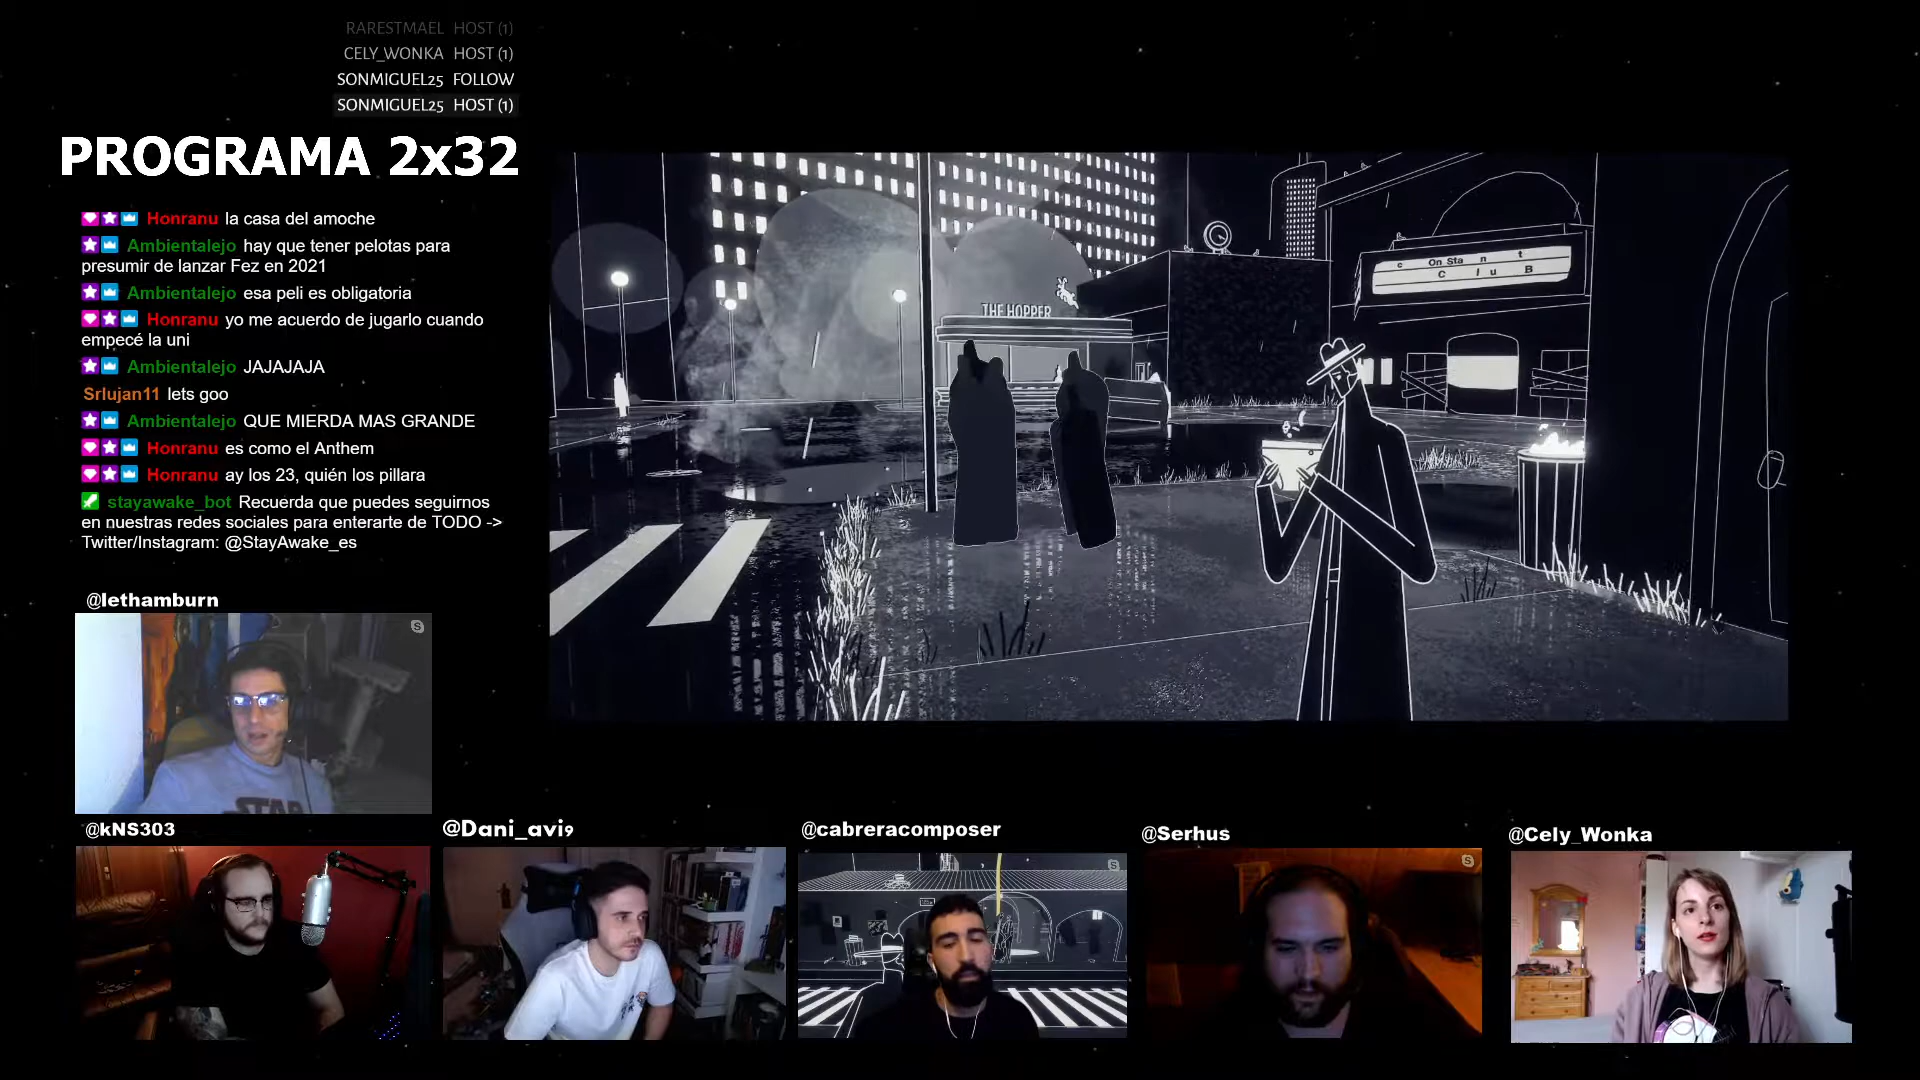 RARESTMAEL HOST (1)
CELY_WONKA HOST (1)
SONMIGUEL25 FOLLOW
SONMIGUEL25 HOST (1)
PROGRAMA 2x32
Honranu la casa del amoche
Ambientalejo hay que tener pelotas para
presumir de lanzar Fez en 2021
Ambientalejo esa peli es obligatoria
Honranu yo me acuerdo de jugarlo cuando
empecé la uni
Ambientalejo JAJAJAJA
Srlujan11 lets goo
Ambientalejo QUE MIERDA MAS GRANDE
Honranu es como el Anthem
Honranu ay los 23, quién los pillara
stayawake_bot Recuerda que puedes seguirnos
en nuestras redes sociales para enterarte de TODO ->
Twitter/Instagram: @StayAwake_es
THE HOPPER
c On Sta n t
C l u B
@lethamburn
STAR
@kNS303
@Dani_avi9
@cabreracomposer
@Serhus
@Cely_Wonka